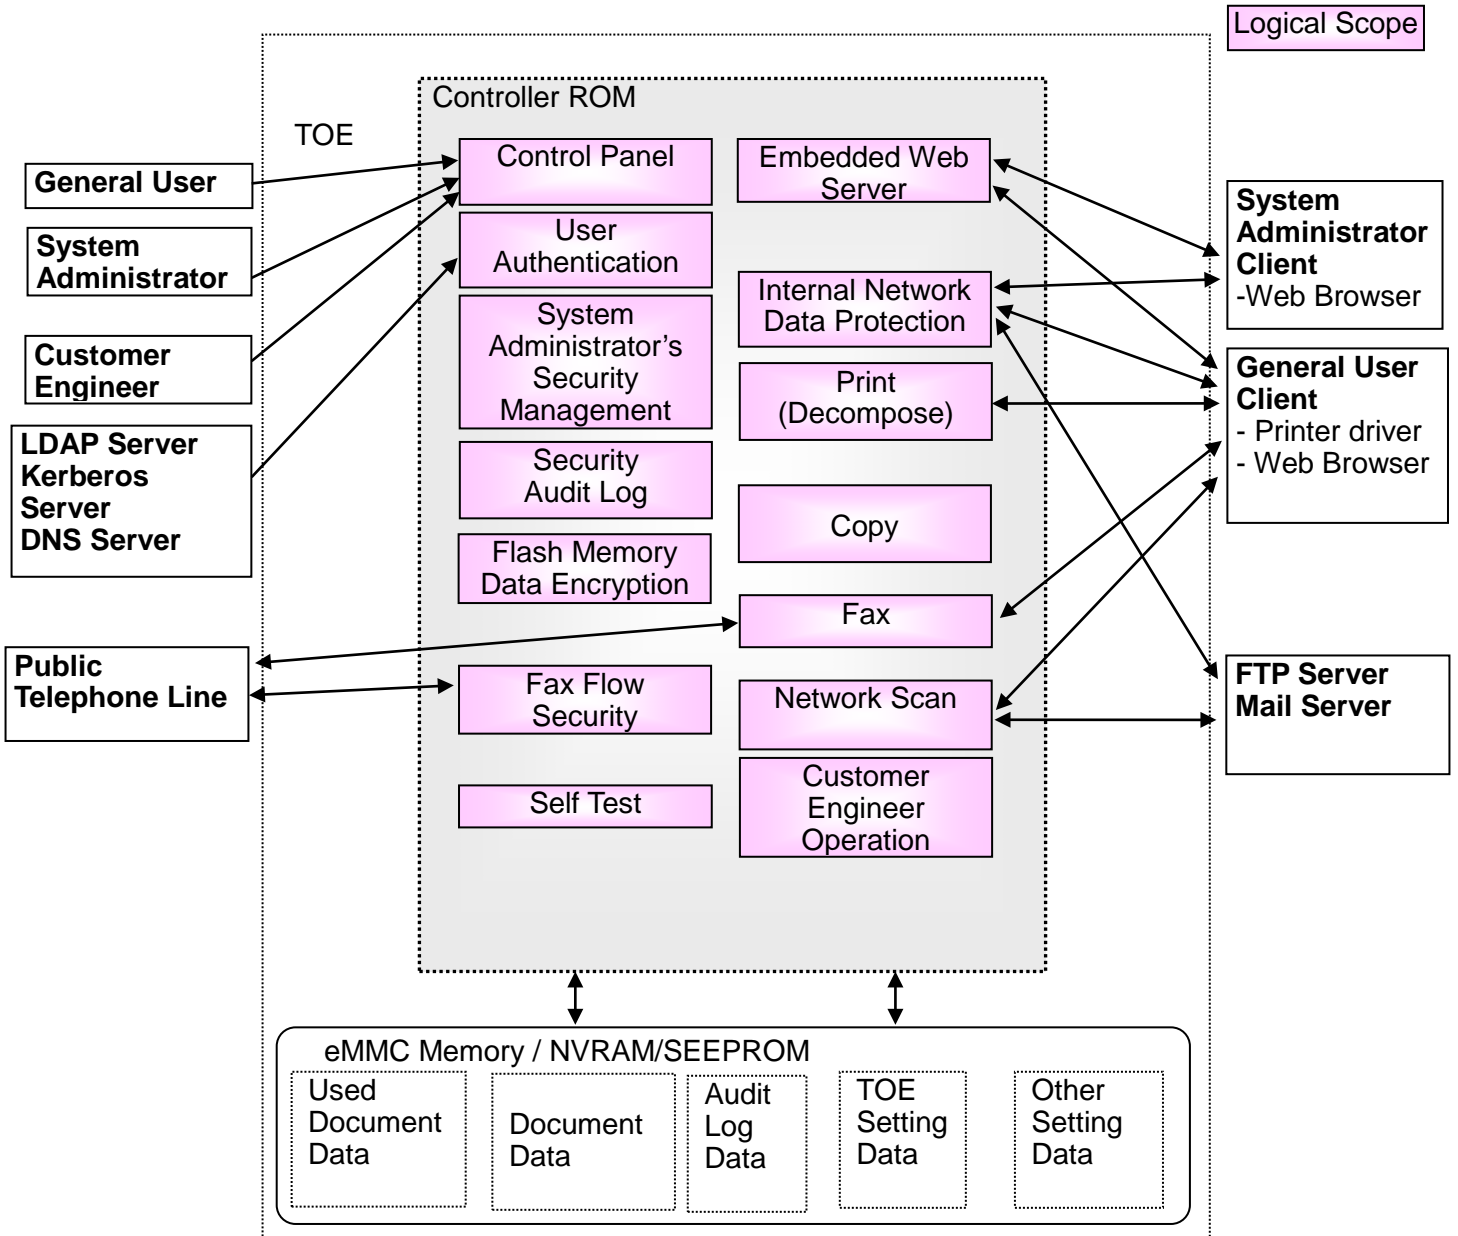 Logical Scope
Controller ROM
TOE
General User
System
Administrator
Customer
Engineer
LDAP Server
Kerberos
Server
DNS Server
Public
Telephone Line
Control Panel
User
Authentication
System
Administrator’s
Security
Management
Security
Audit Log
Flash Memory
Data Encryption
Fax Flow
Security
Self Test
Embedded Web
Server
Internal Network
Data Protection
Print
(Decompose)
Copy
Fax
Network Scan
Customer
Engineer
Operation
System
Administrator
Client
-Web Browser
General User
Client
- Printer driver
- Web Browser
FTP Server
Mail Server
eMMC Memory / NVRAM/SEEPROM
Used
Document
Data
Document
Data
Audit
Log
Data
TOE
Setting
Data
Other
Setting
Data